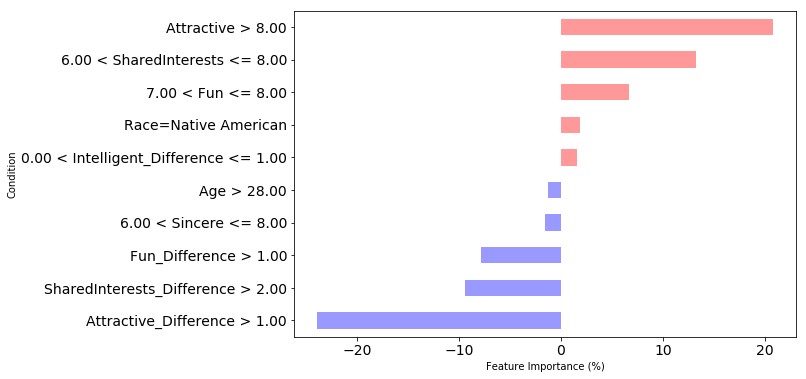 Attractive > 8.00
6.00 < SharedInterests <= 8.00
7.00 < Fun <= 8.00
Race=Native American
0.00 < Intelligent_Difference <= 1.00
Age > 28.00
6.00 < Sincere <= 8.00
Fun_Difference > 1.00
SharedInterests_Difference > 2.00
Attractive_Difference > 1.00
Condition
−20 −10 0 10 20
Feature Importance (%)